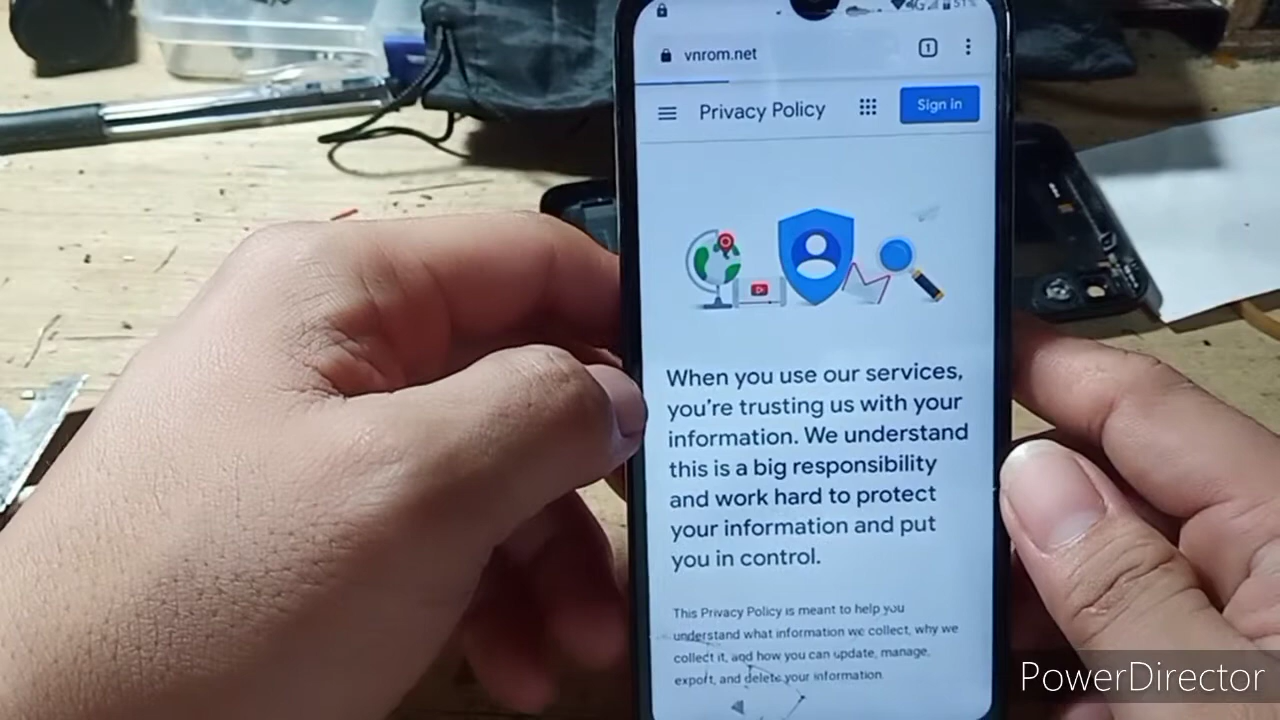 4G 51%
vnrom.net
1
Privacy Policy
Sign in
When you use our services,
you're trusting us with your
information. We understand
this is a big responsibility
and work hard to protect
your information and put
you in control.
This Privacy Policy is meant to help you
understand what information we collect, why we
collect it, and how you can update, manage,
export, and delete your information.
PowerDirector